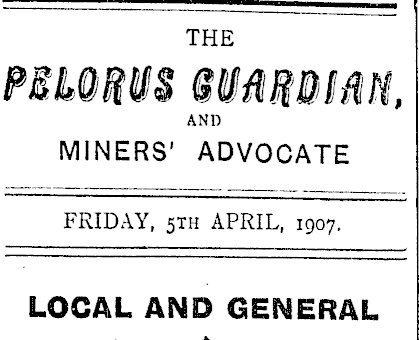 THE
PELORUS GUARDIAN,
AND
MINERS' ADVOCATE
FRIDAY, 5TH APRIL, 1907.
LOCAL AND GENERAL